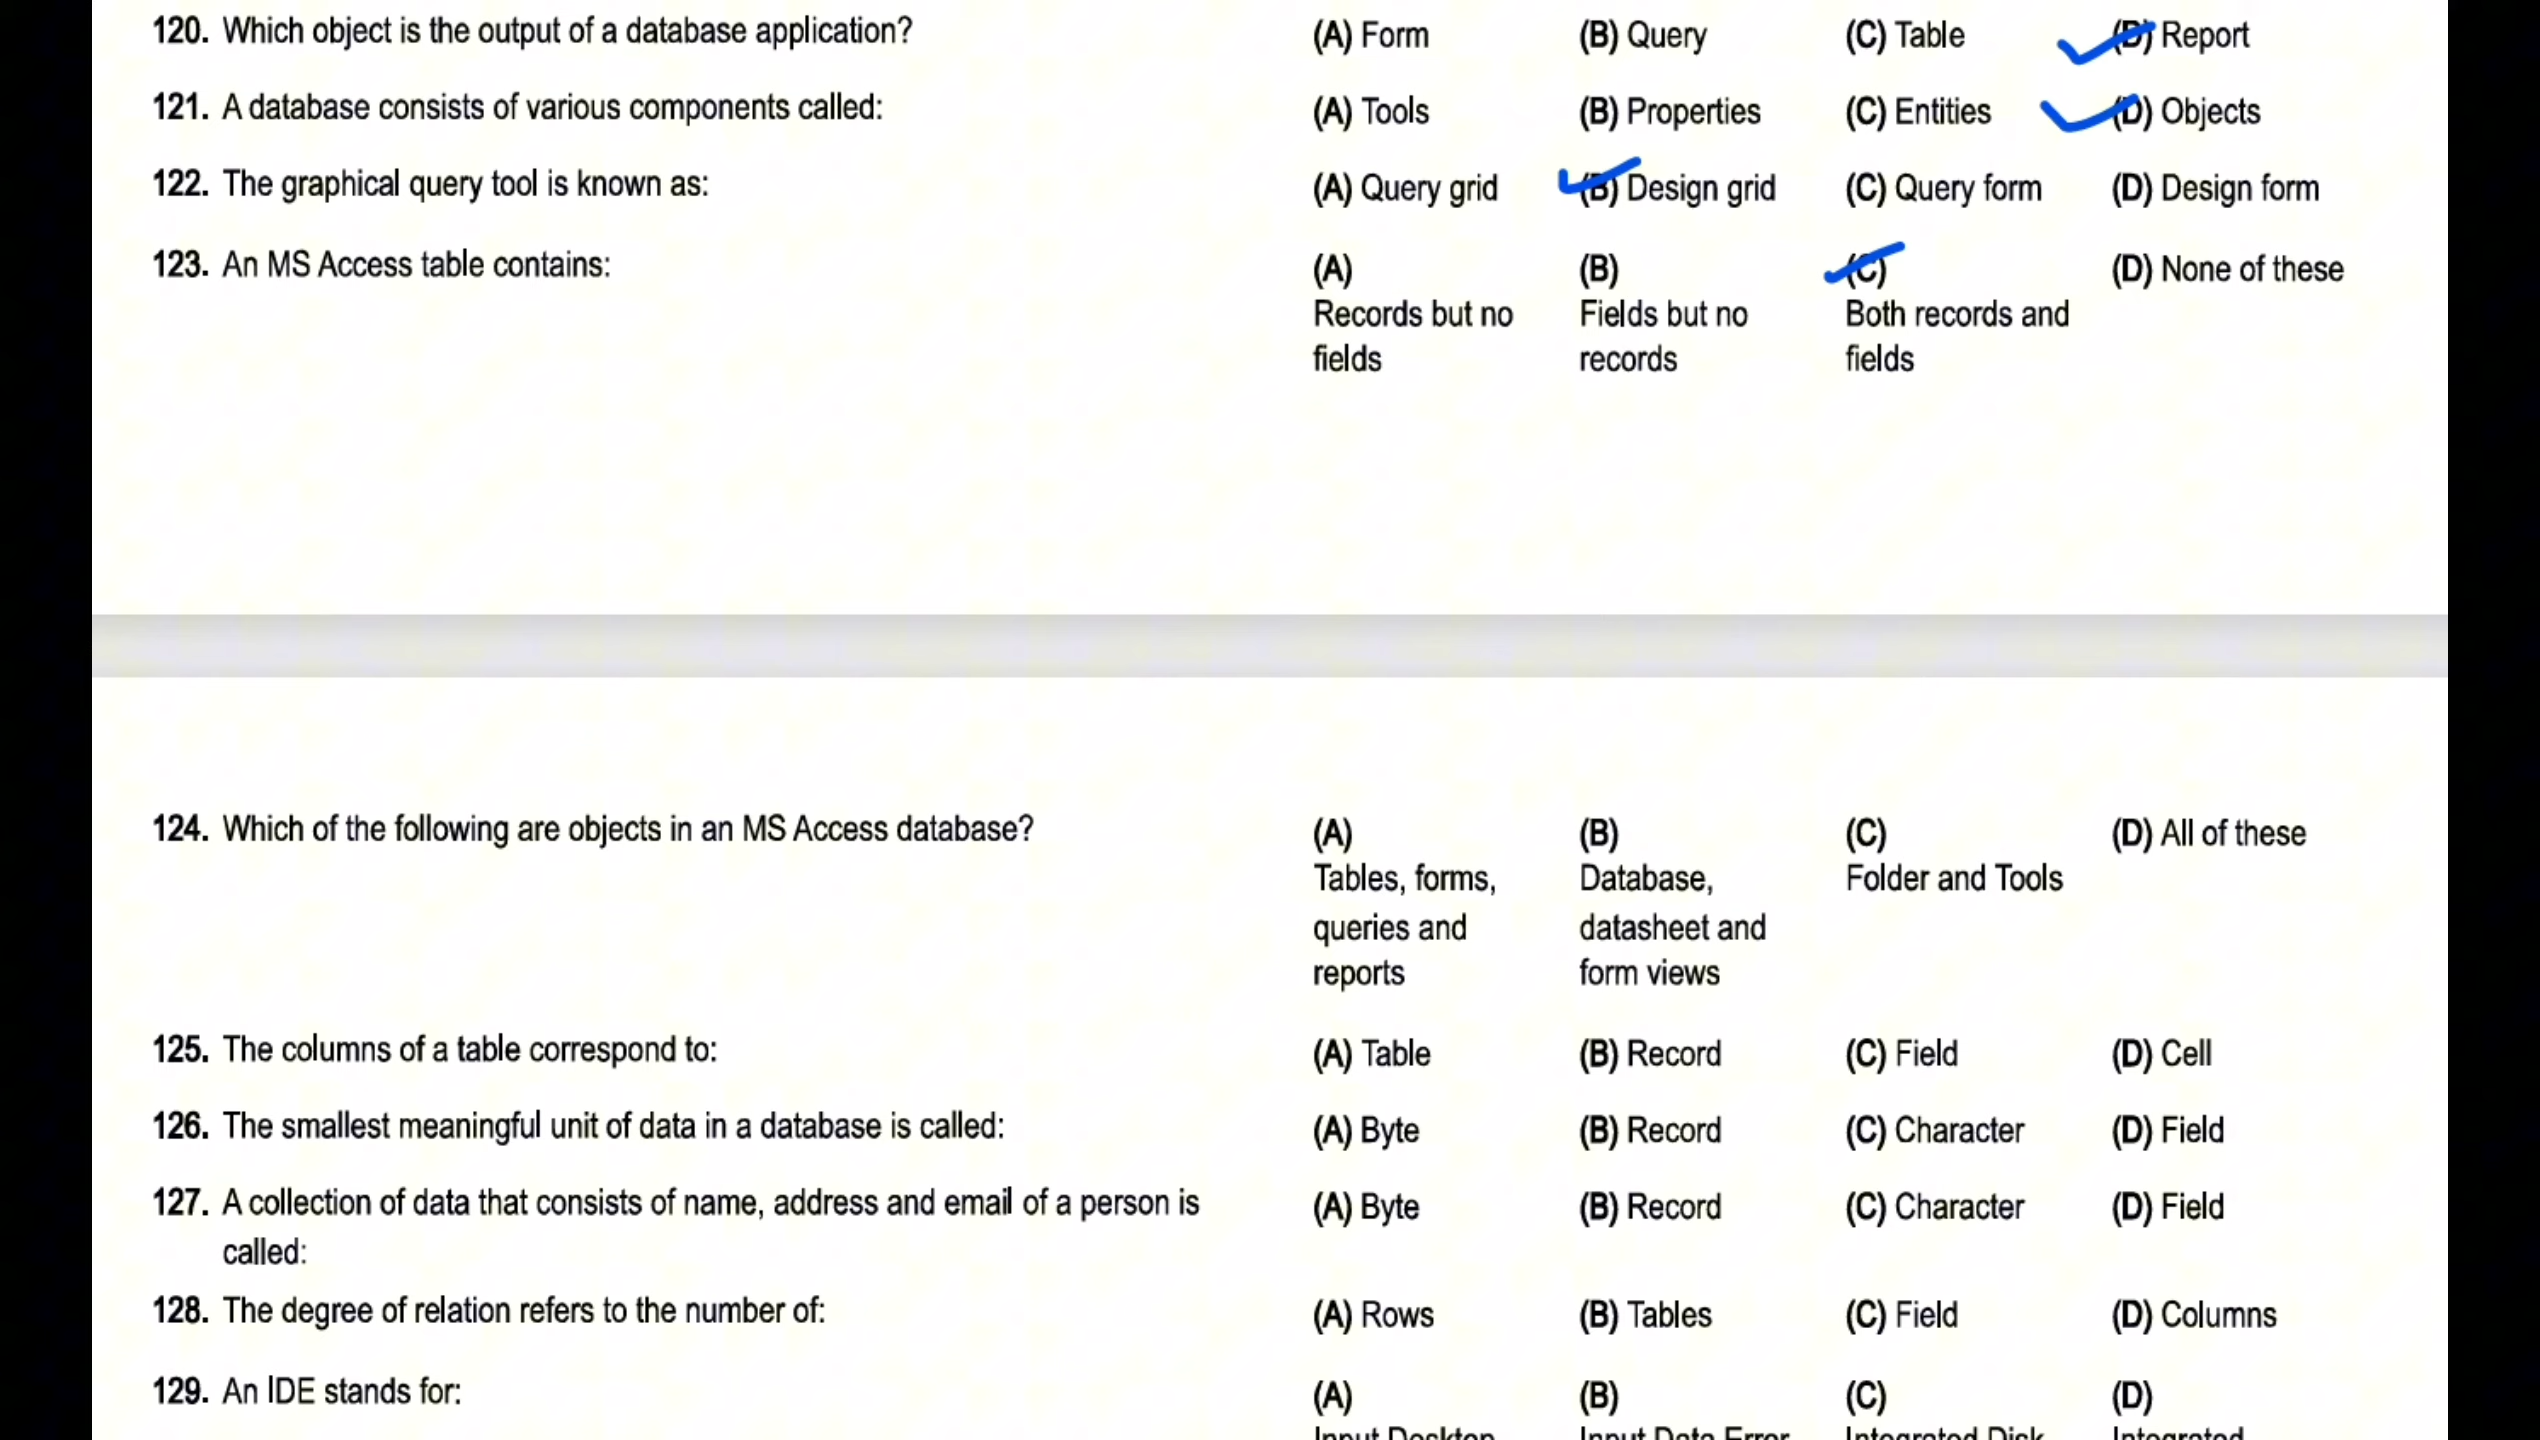 120. Which object is the output of a database application? (A) Form (B) Query (C) Table (D) Report
121. A database consists of various components called: (A) Tools (B) Properties (C) Entities (D) Objects
122. The graphical query tool is known as: (A) Query grid (B) Design grid (C) Query form (D) Design form
123. An MS Access table contains: (A) (B) (C) (D) None of these
Records but no Fields but no Both records and
fields records fields
124. Which of the following are objects in an MS Access database? (A) (B) (C) (D) All of these
Tables, forms, Database, Folder and Tools
queries and datasheet and
reports form views
125. The columns of a table correspond to: (A) Table (B) Record (C) Field (D) Cell
126. The smallest meaningful unit of data in a database is called: (A) Byte (B) Record (C) Character (D) Field
127. A collection of data that consists of name, address and email of a person is (A) Byte (B) Record (C) Character (D) Field
called:
128. The degree of relation refers to the number of: (A) Rows (B) Tables (C) Field (D) Columns
129. An IDE stands for: (A) (B) (C) (D)
Input Desktop Input Data Error Integrated Disk Integrated